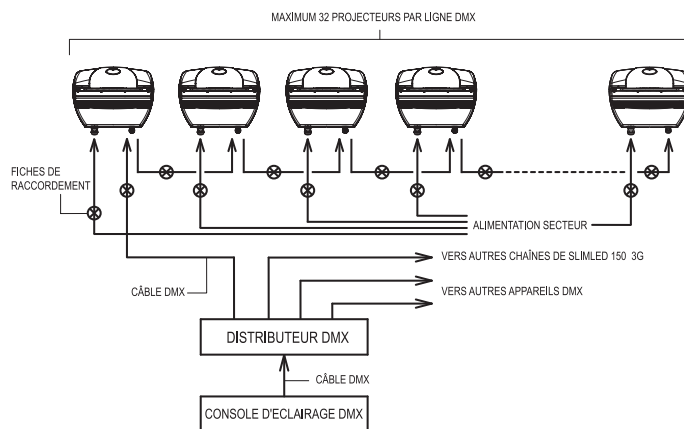 MAXIMUM 32 PROJECTEURS PAR LIGNE DMX
FICHES DE
RACCORDEMENT
ALIMENTATION SECTEUR
VERS AUTRES CHAÎNES DE SLIMLED 150 3G
CÂBLE DMX
VERS AUTRES APPAREILS DMX
DISTRIBUTEUR DMX
CÂBLE DMX
CONSOLE D'ECLAIRAGE DMX